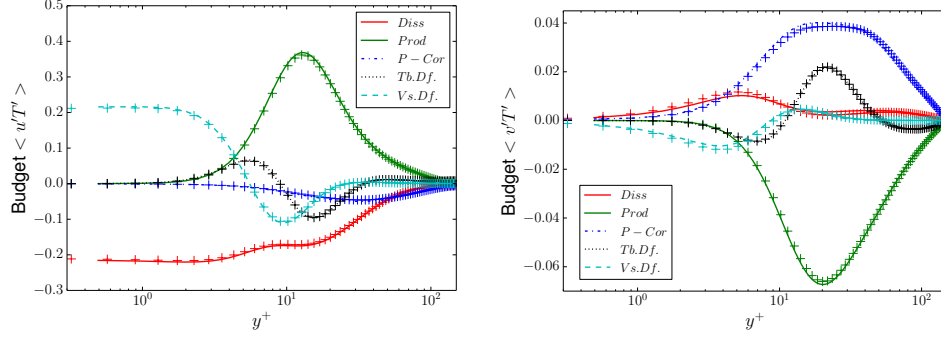 0.5
0.4
0.3
0.2
0.1
0.0
−0.1
−0.2
−0.3
Budget < u′T′ >
Diss
Prod
P − Cor
Tb.Df.
Vs.Df.
10⁰
10¹
10²
y⁺
0.04
0.02
0.00
−0.02
−0.04
−0.06
Budget < v′T′ >
Diss
Prod
P − Cor
Tb.Df.
Vs.Df.
10⁰
10¹
10²
y⁺